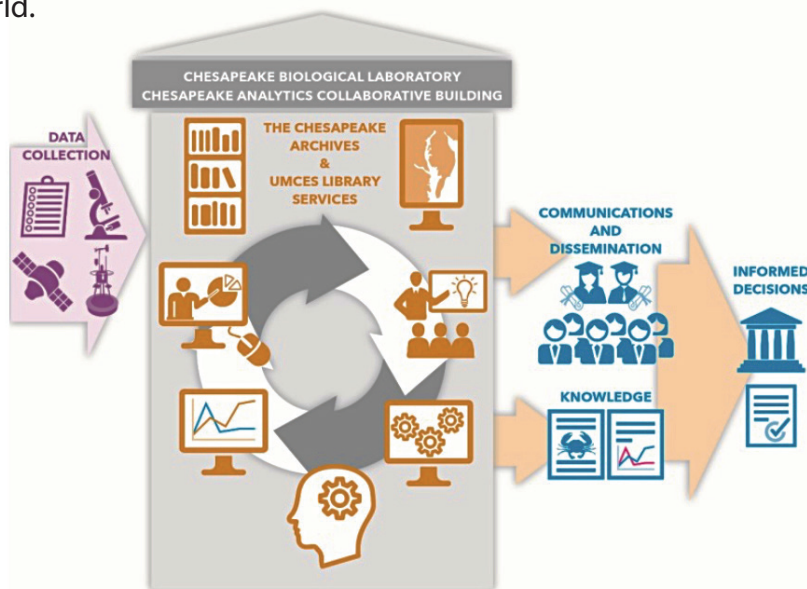 rld.
CHESAPEAKE BIOLOGICAL LABORATORY
CHESAPEAKE ANALYTICS COLLABORATIVE BUILDING
DATA
COLLECTION
THE CHESAPEAKE
ARCHIVES
&
UMCES LIBRARY
SERVICES
COMMUNICATIONS
AND
DISSEMINATION
INFORMED
DECISIONS
KNOWLEDGE